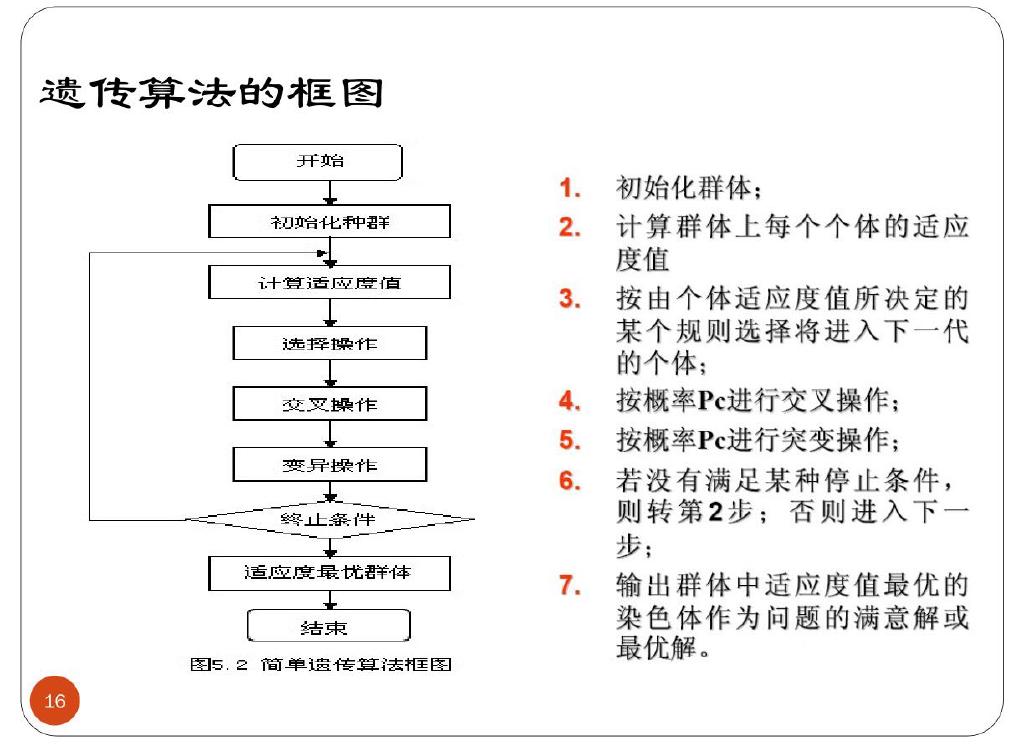 遗传算法的框图
开始
初始化种群
计算适应度值
选择操作
交叉操作
变异操作
终止条件
适应度最优群体
结束
图5.2 简单遗传算法框图
1. 初始化群体；
2. 计算群体上每个个体的适应
度值
3. 按由个体适应度值所决定的
某个规则选择将进入下一代
的个体；
4. 按概率Pc进行交叉操作；
5. 按概率Pc进行突变操作；
6. 若没有满足某种停止条件，
则转第2步；否则进入下一
步；
7. 输出群体中适应度值最优的
染色体作为问题的满意解或
最优解。
16